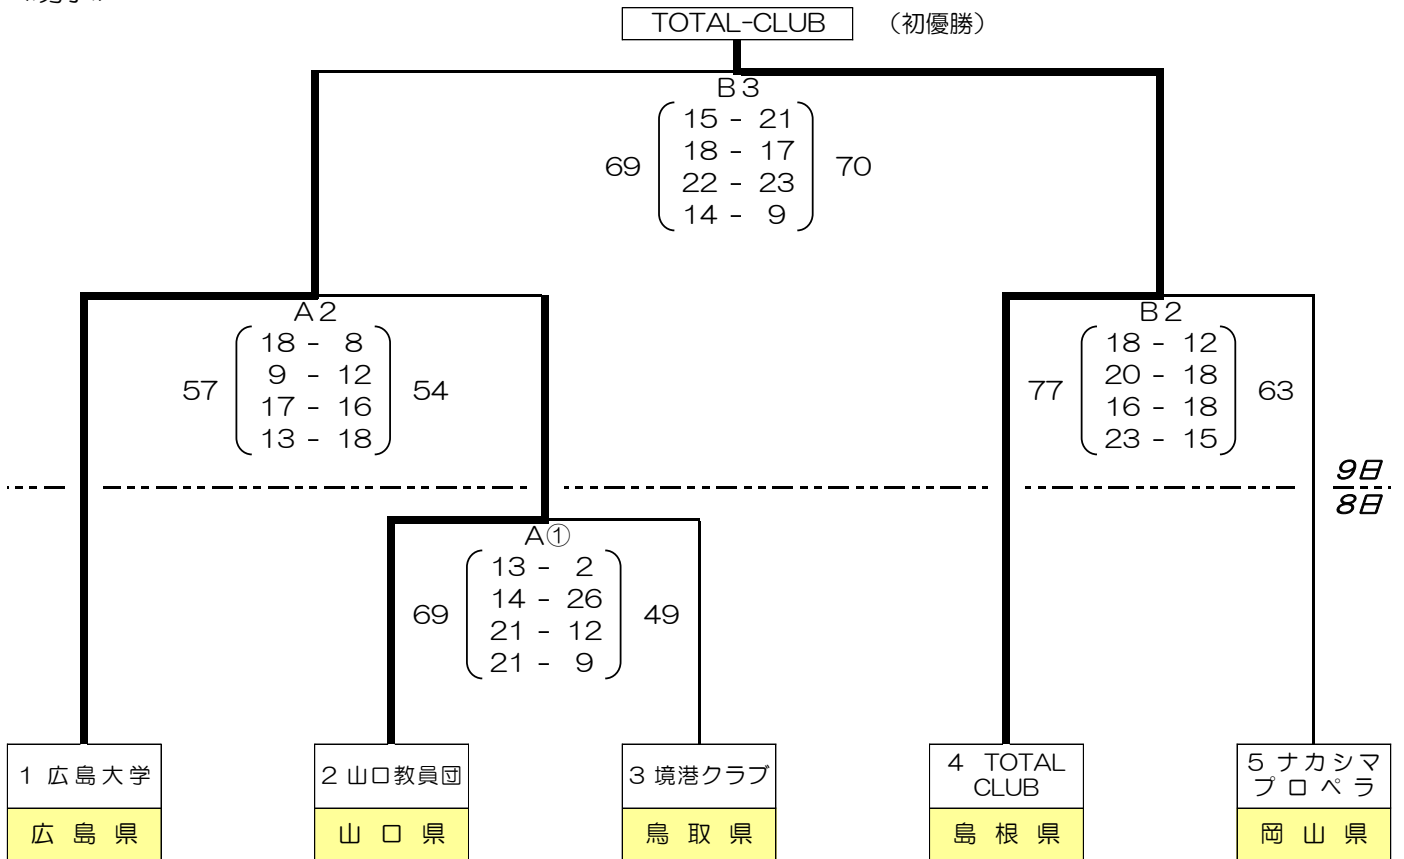 TOTAL-CLUB （初優勝）
B3
15 - 21
18 - 17
69 70
22 - 23
14 - 9
A2
18 - 8
9 - 12
57 54
17 - 16
13 - 18
B2
18 - 12
20 - 18
77 63
16 - 18
23 - 15
9日
8日
A①
13 - 2
14 - 26
69 49
21 - 12
21 - 9
1 広島大学
広島県
2 山口教員団
山口県
3 境港クラブ
鳥取県
4 TOTAL
CLUB
島根県
5 ナカシマ
プロペラ
岡山県